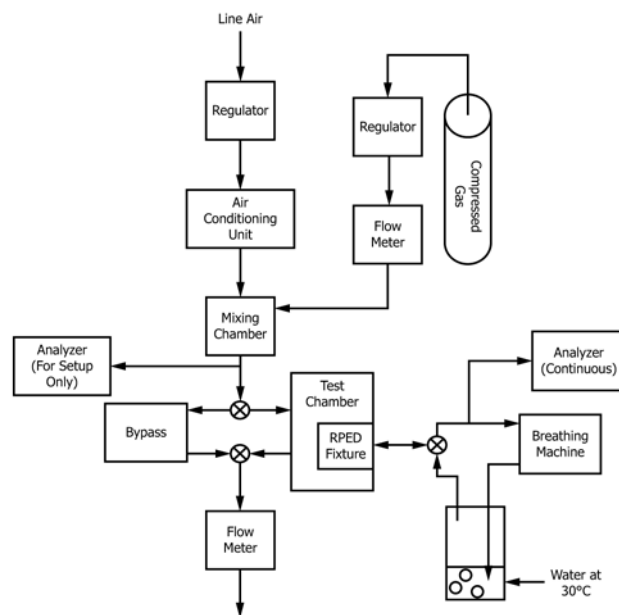 Line Air
Regulator
Regulator
Compressed
Gas
Air
Conditioning
Unit
Flow
Meter
Mixing
Chamber
Analyzer
(For Setup
Only)
Test
Chamber
Analyzer
(Continuous)
Bypass
RPED
Fixture
Breathing
Machine
Flow
Meter
Water at
30°C